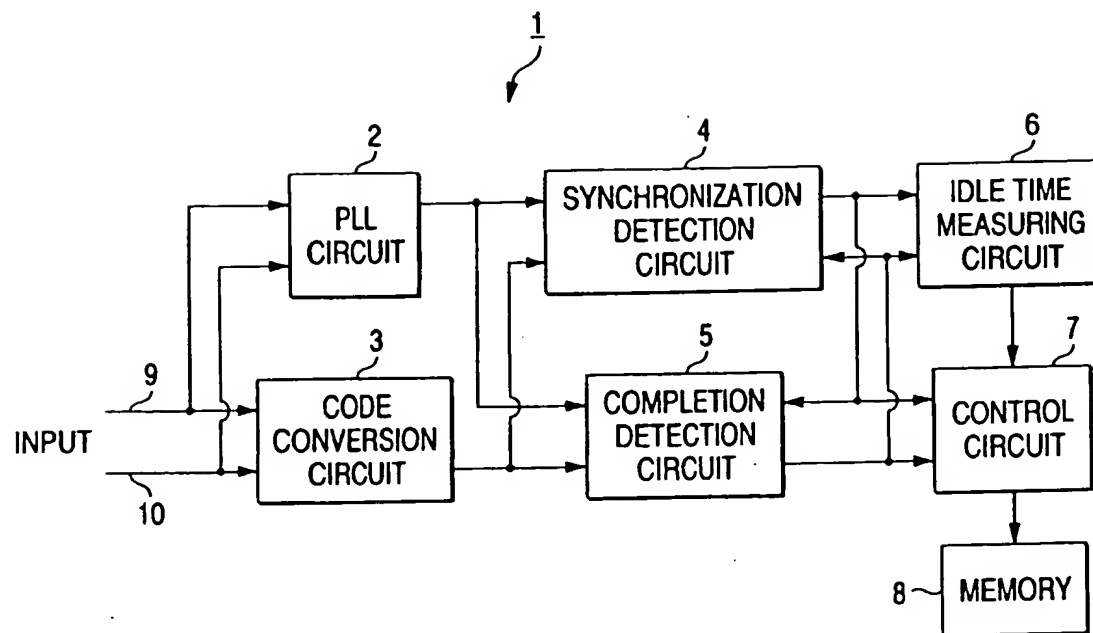 1
2
PLL
CIRCUIT
4
SYNCHRONIZATION
DETECTION
CIRCUIT
6
IDLE TIME
MEASURING
CIRCUIT
9
INPUT
10
3
CODE
CONVERSION
CIRCUIT
5
COMPLETION
DETECTION
CIRCUIT
7
CONTROL
CIRCUIT
8
MEMORY